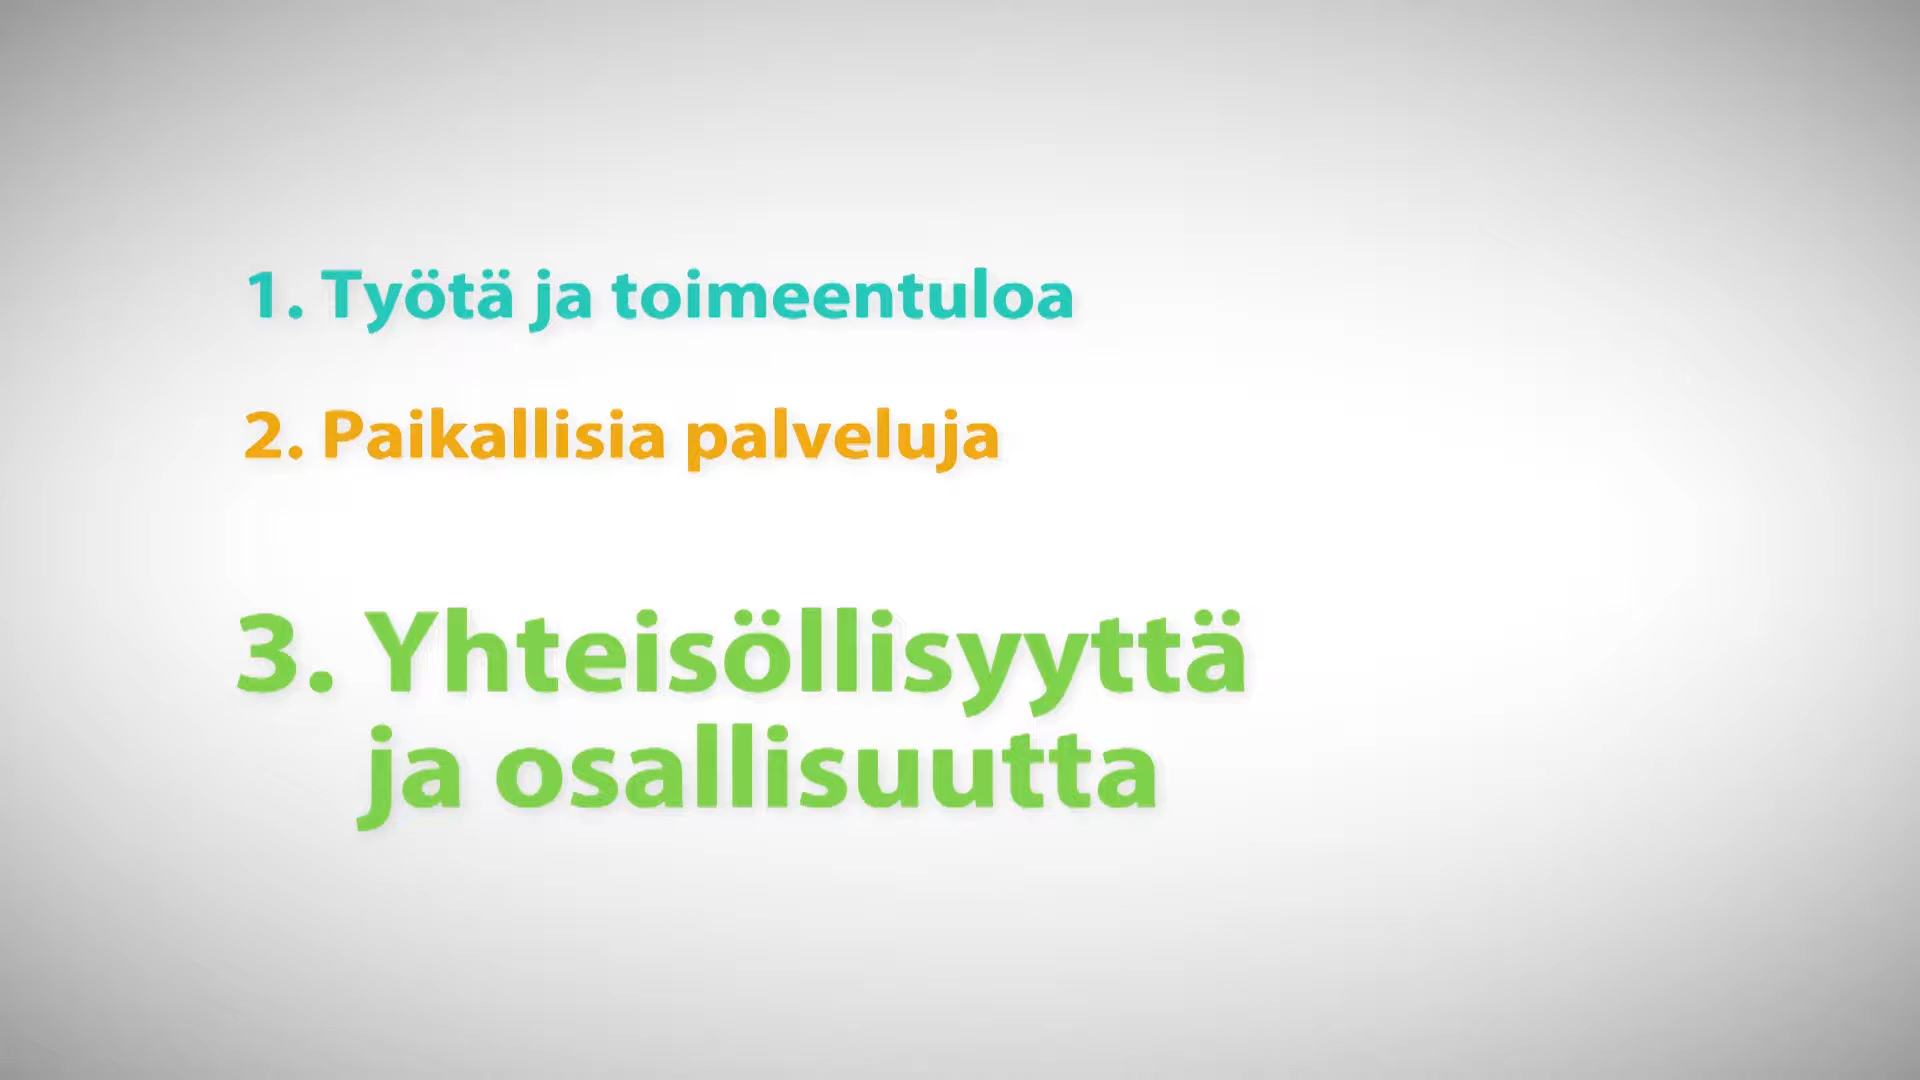 1. Työtä ja toimeentuloa
2. Paikallisia palveluja
3. Yhteisöllisyyttä
ja osallisuutta